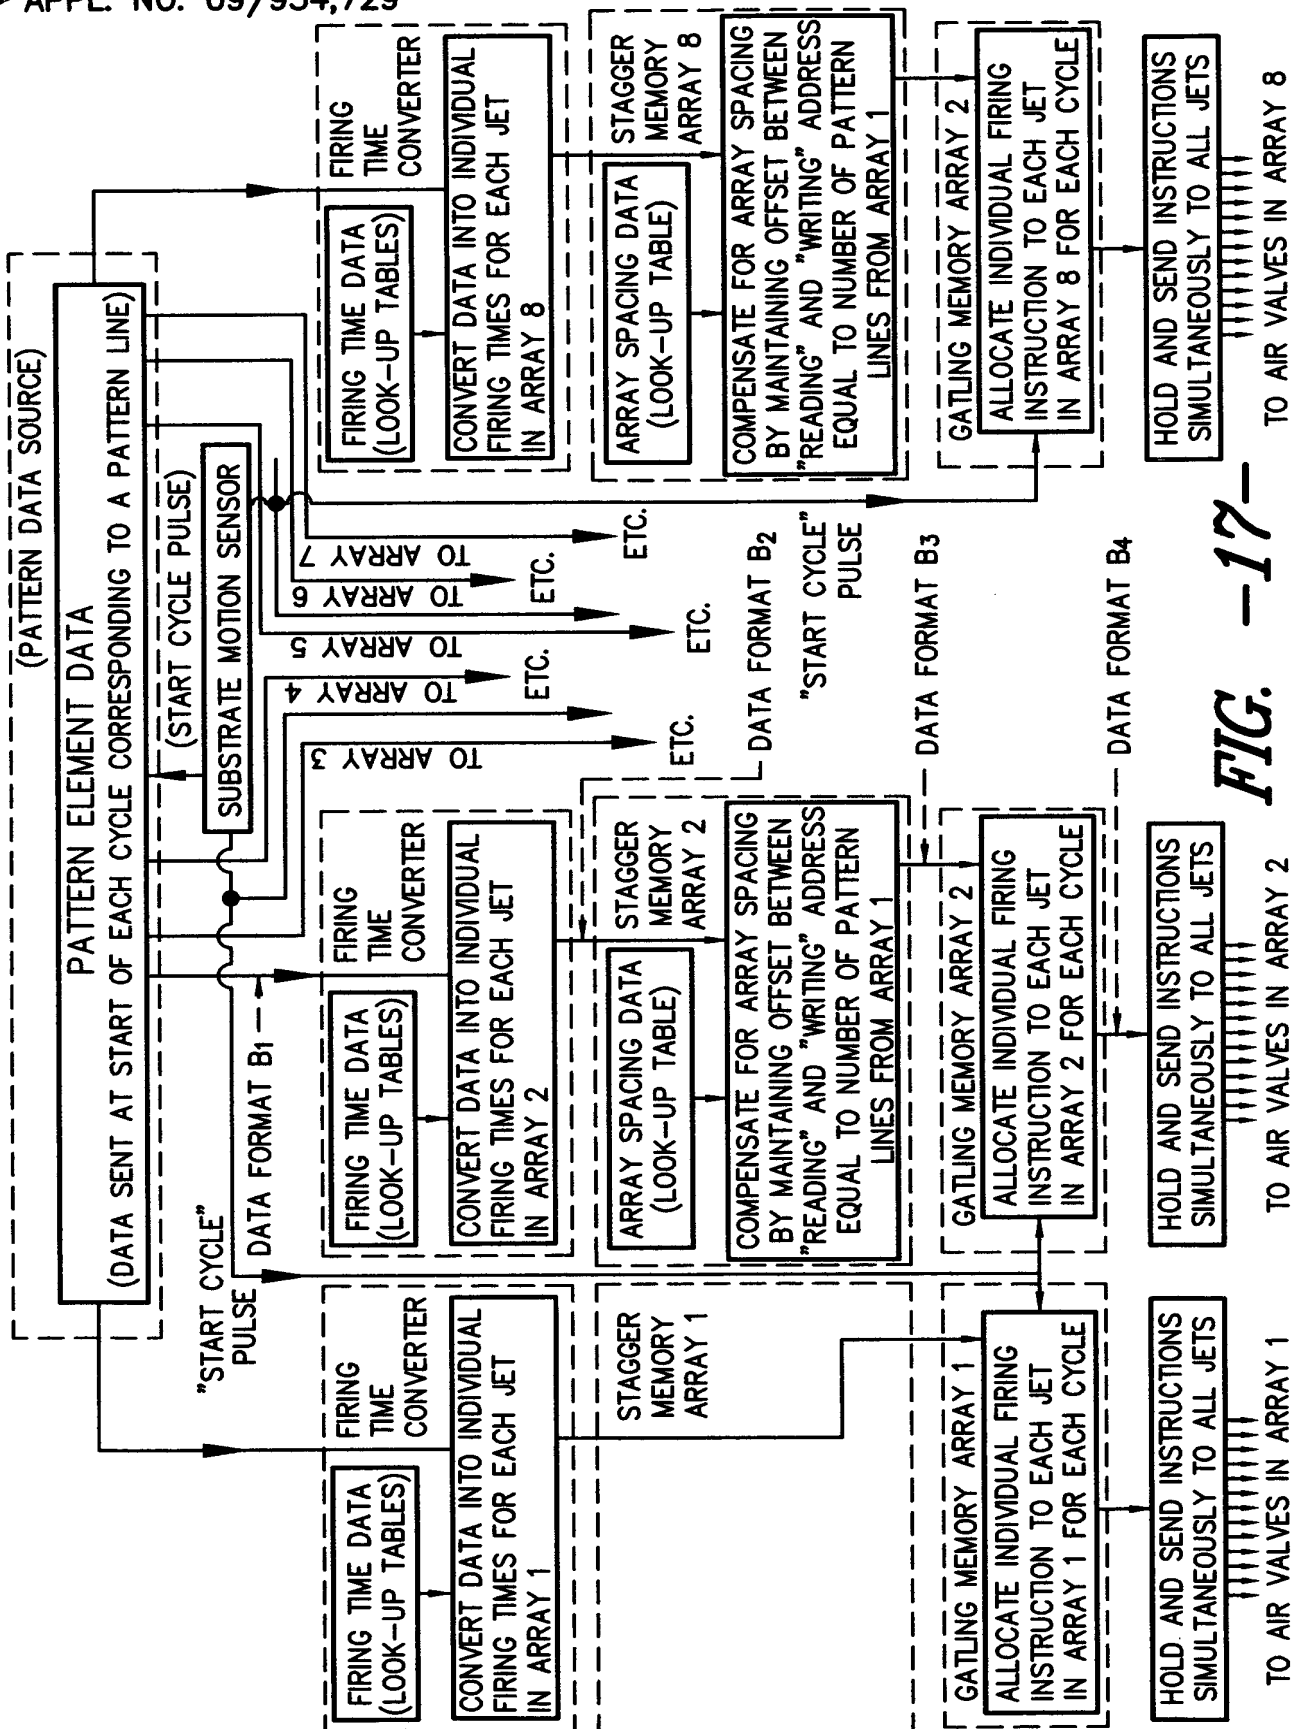 APPL. NO. 09/954,729
(PATTERN DATA SOURCE)
PATTERN ELEMENT DATA
(DATA SENT AT START OF EACH CYCLE CORRESPONDING TO A PATTERN LINE)
(START CYCLE PULSE)
SUBSTRATE MOTION SENSOR
"START CYCLE"
PULSE
DATA FORMAT B1
TO ARRAY 3
ETC.
TO ARRAY 4
ETC.
TO ARRAY 5
ETC.
TO ARRAY 6
ETC.
TO ARRAY 7
ETC.
FIRING
TIME
CONVERTER
FIRING TIME DATA
(LOOK-UP TABLES)
CONVERT DATA INTO INDIVIDUAL
FIRING TIMES FOR EACH JET
IN ARRAY 1
STAGGER
MEMORY
ARRAY 1
GATLING MEMORY ARRAY 1
ALLOCATE INDIVIDUAL FIRING
INSTRUCTION TO EACH JET
IN ARRAY 1 FOR EACH CYCLE
HOLD AND SEND INSTRUCTIONS
SIMULTANEOUSLY TO ALL JETS
TO AIR VALVES IN ARRAY 1
FIRING
TIME
CONVERTER
FIRING TIME DATA
(LOOK-UP TABLES)
CONVERT DATA INTO INDIVIDUAL
FIRING TIMES FOR EACH JET
IN ARRAY 2
DATA FORMAT B2
STAGGER
MEMORY
ARRAY 2
ARRAY SPACING DATA
(LOOK-UP TABLE)
COMPENSATE FOR ARRAY SPACING
BY MAINTAINING OFFSET BETWEEN
"READING" AND "WRITING" ADDRESS
EQUAL TO NUMBER OF PATTERN
LINES FROM ARRAY 1
DATA FORMAT B3
GATLING MEMORY ARRAY 2
ALLOCATE INDIVIDUAL FIRING
INSTRUCTION TO EACH JET
IN ARRAY 2 FOR EACH CYCLE
DATA FORMAT B4
HOLD AND SEND INSTRUCTIONS
SIMULTANEOUSLY TO ALL JETS
TO AIR VALVES IN ARRAY 2
FIRING
TIME
CONVERTER
FIRING TIME DATA
(LOOK-UP TABLES)
CONVERT DATA INTO INDIVIDUAL
FIRING TIMES FOR EACH JET
IN ARRAY 8
STAGGER
MEMORY
ARRAY 8
ARRAY SPACING DATA
(LOOK-UP TABLE)
COMPENSATE FOR ARRAY SPACING
BY MAINTAINING OFFSET BETWEEN
"READING" AND "WRITING" ADDRESS
EQUAL TO NUMBER OF PATTERN
LINES FROM ARRAY 1
"START CYCLE"
PULSE
GATLING MEMORY ARRAY 2
ALLOCATE INDIVIDUAL FIRING
INSTRUCTION TO EACH JET
IN ARRAY 8 FOR EACH CYCLE
HOLD AND SEND INSTRUCTIONS
SIMULTANEOUSLY TO ALL JETS
TO AIR VALVES IN ARRAY 8
FIG. -17-